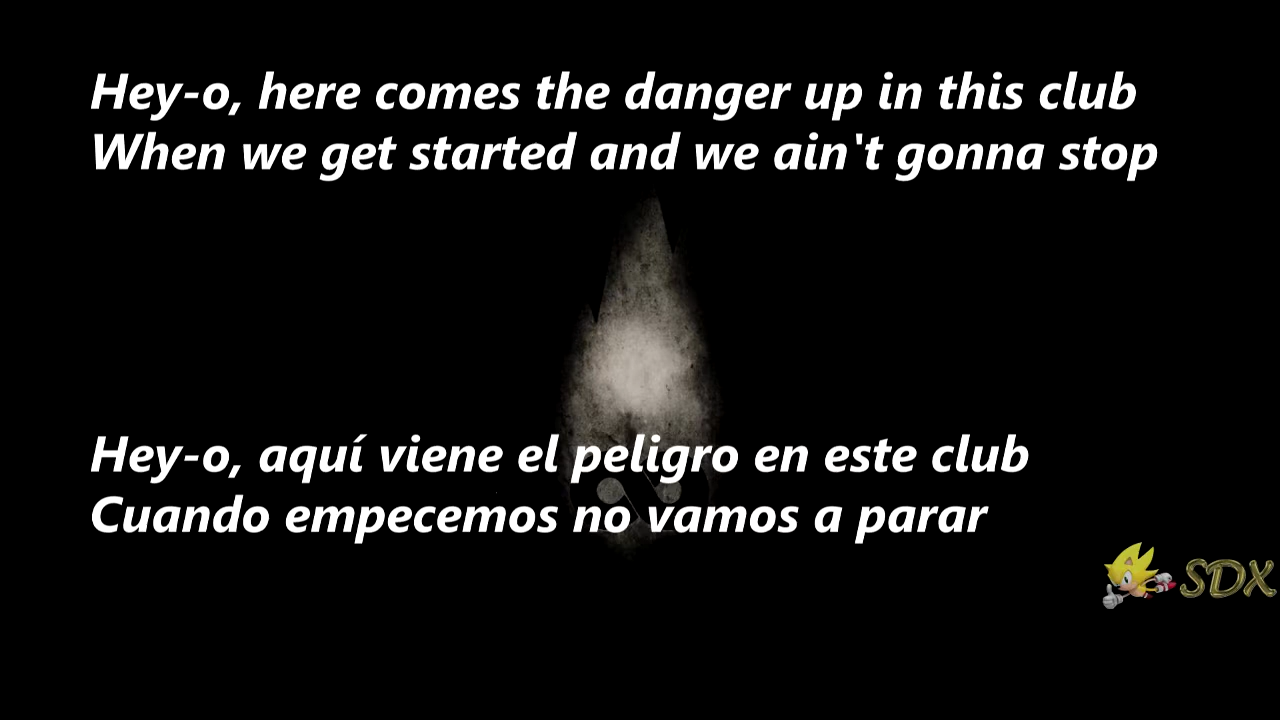 Hey-o, here comes the danger up in this club
When we get started and we ain't gonna stop
Hey-o, aquí viene el peligro en este club
Cuando empecemos no vamos a parar
SDX